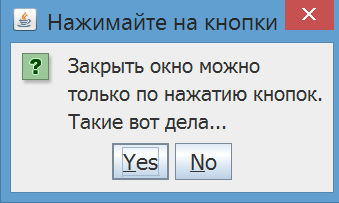 Нажимайте на кнопки
Закрыть окно можно
только по нажатию кнопок.
Такие вот дела...
Yes No